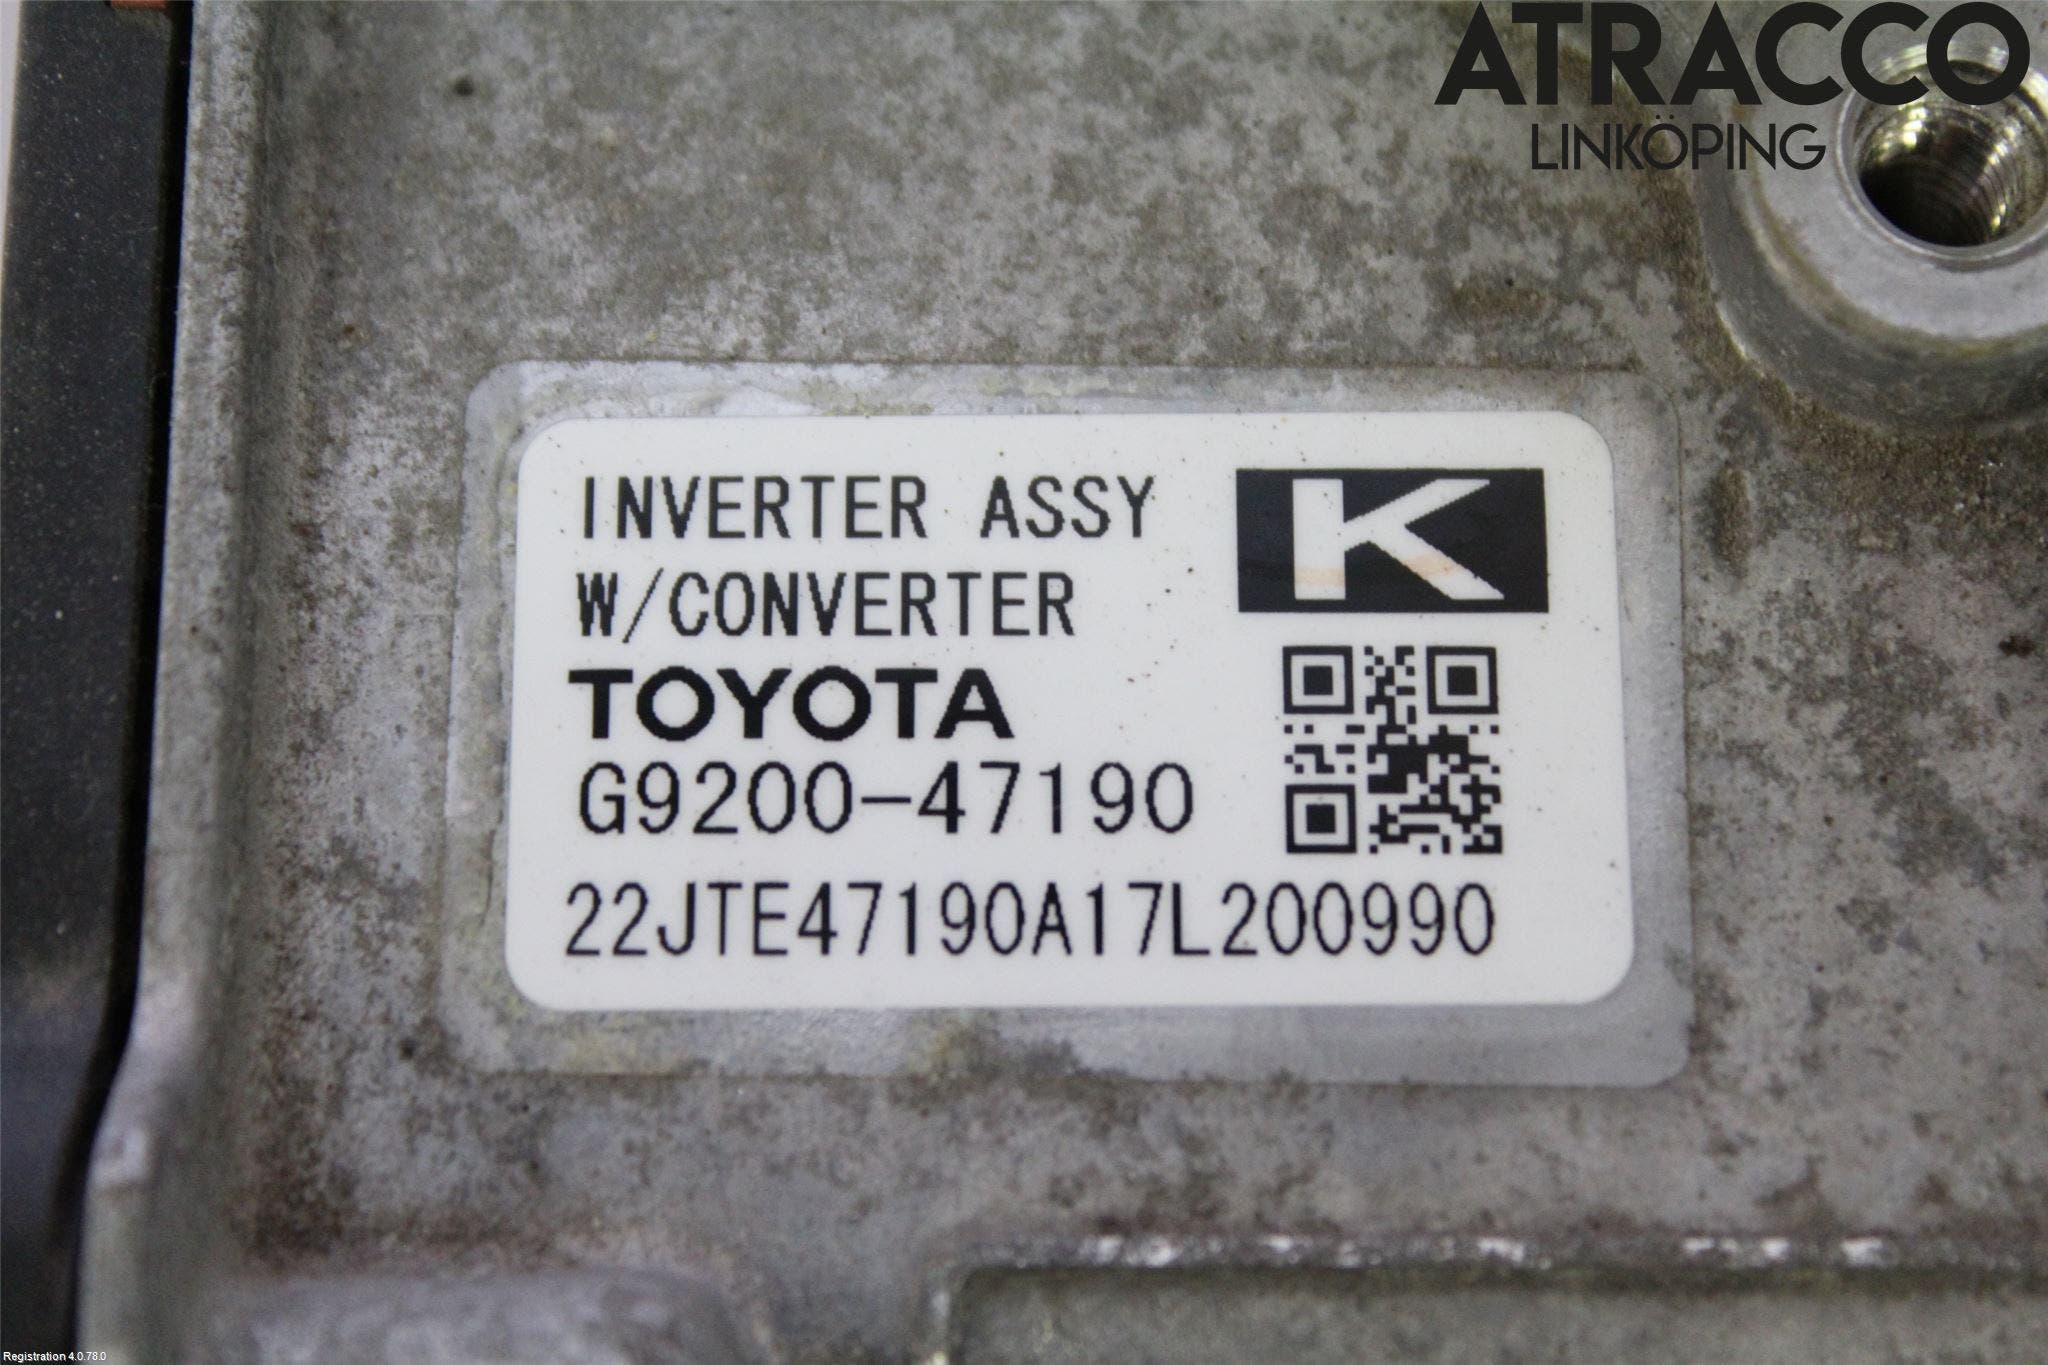 ATRACCO
LINKÖPING
INVERTER ASSY
K
W/CONVERTER
TOYOTA
G9200-47190
22JTE47190A17L200990
Registration 4.0.78.0